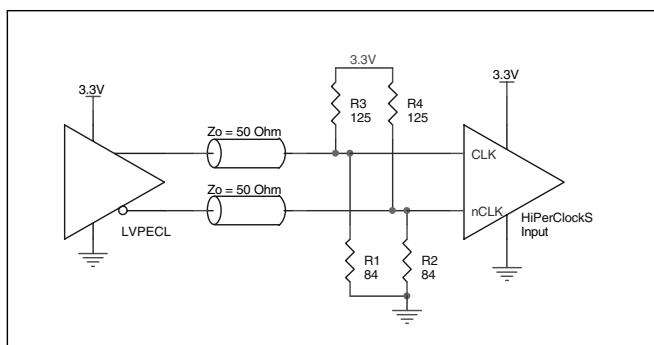 3.3V
3.3V
3.3V
R3
125
R4
125
Zo = 50 Ohm
CLK
Zo = 50 Ohm
nCLK
LVPECL
HiPerClockS
Input
R1
84
R2
84